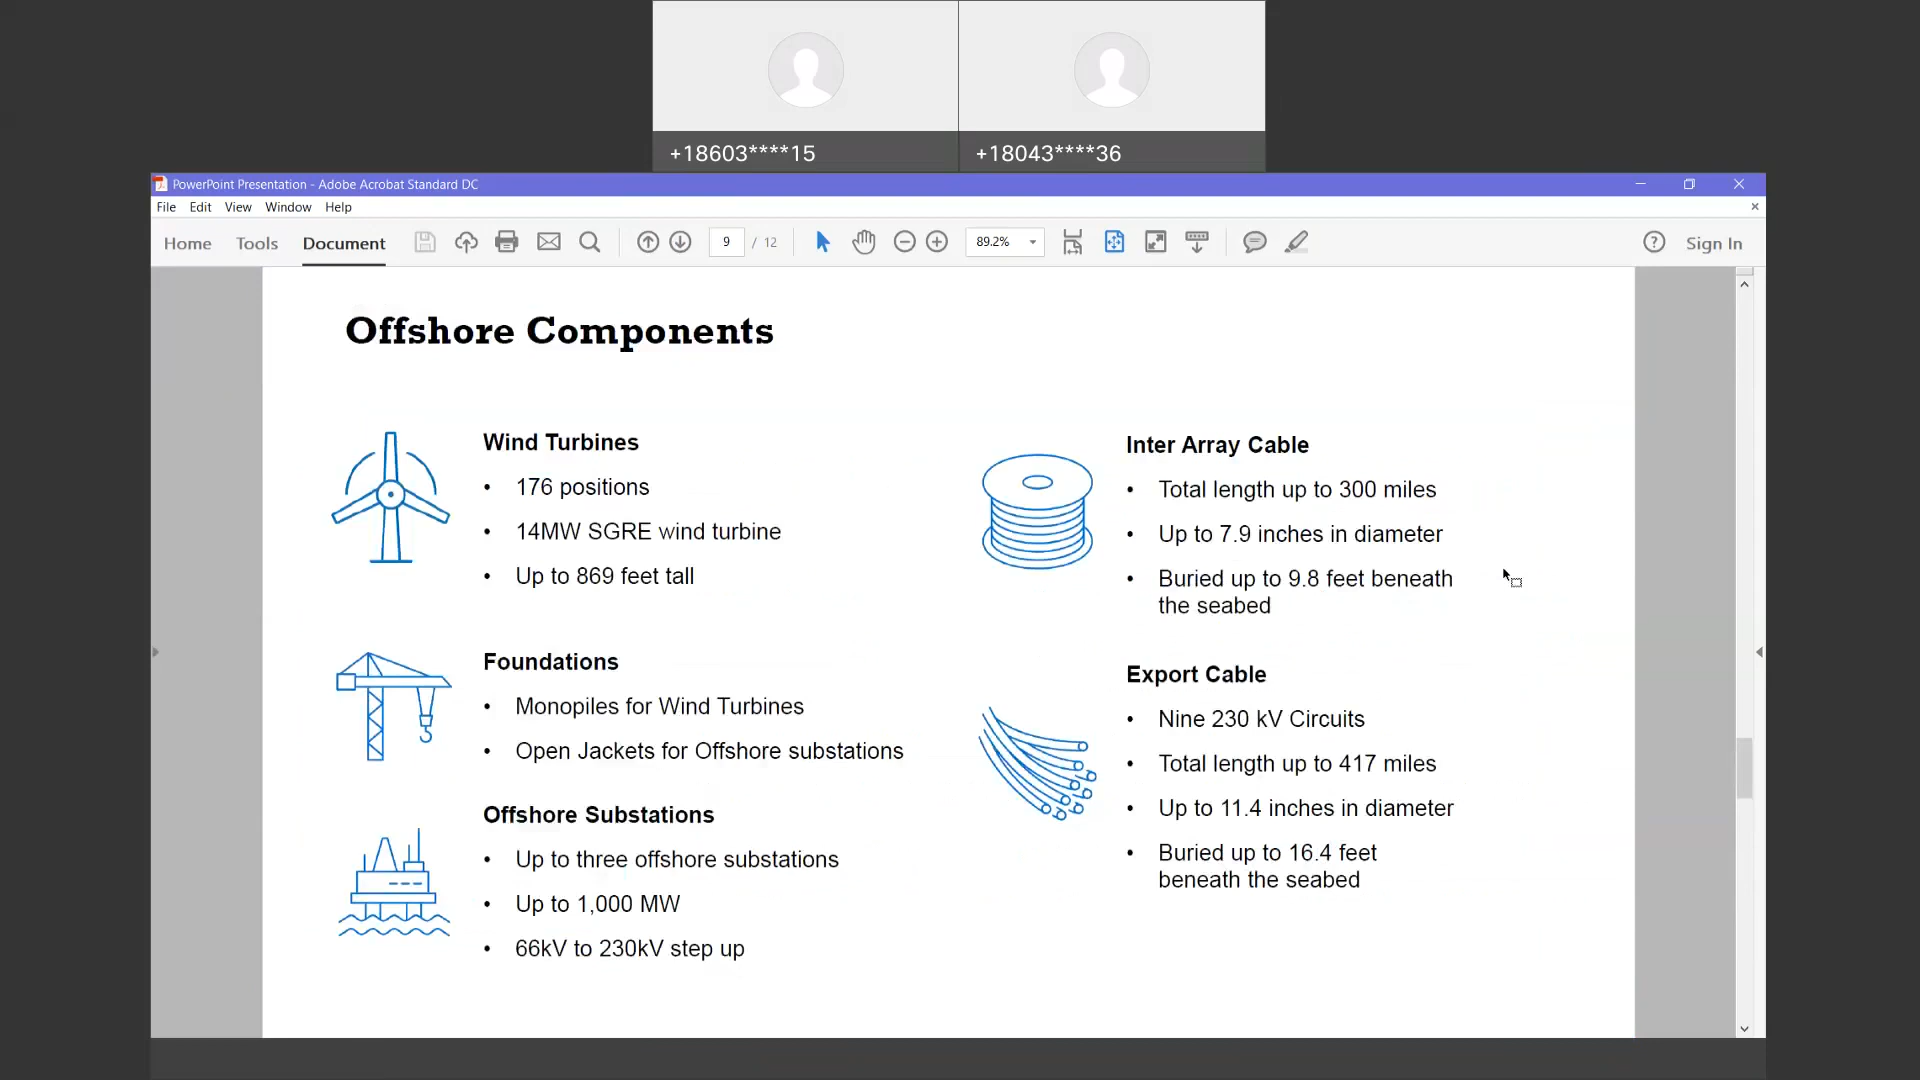 +18603****15
+18043****36
PowerPoint Presentation - Adobe Acrobat Standard DC
File Edit View Window Help
Home Tools Document 9 / 12 89.2% Sign In
Offshore Components
Wind Turbines
• 176 positions
• 14MW SGRE wind turbine
• Up to 869 feet tall
Foundations
• Monopiles for Wind Turbines
• Open Jackets for Offshore substations
Offshore Substations
• Up to three offshore substations
• Up to 1,000 MW
• 66kV to 230kV step up
Inter Array Cable
• Total length up to 300 miles
• Up to 7.9 inches in diameter
• Buried up to 9.8 feet beneath
the seabed
Export Cable
• Nine 230 kV Circuits
• Total length up to 417 miles
• Up to 11.4 inches in diameter
• Buried up to 16.4 feet
beneath the seabed